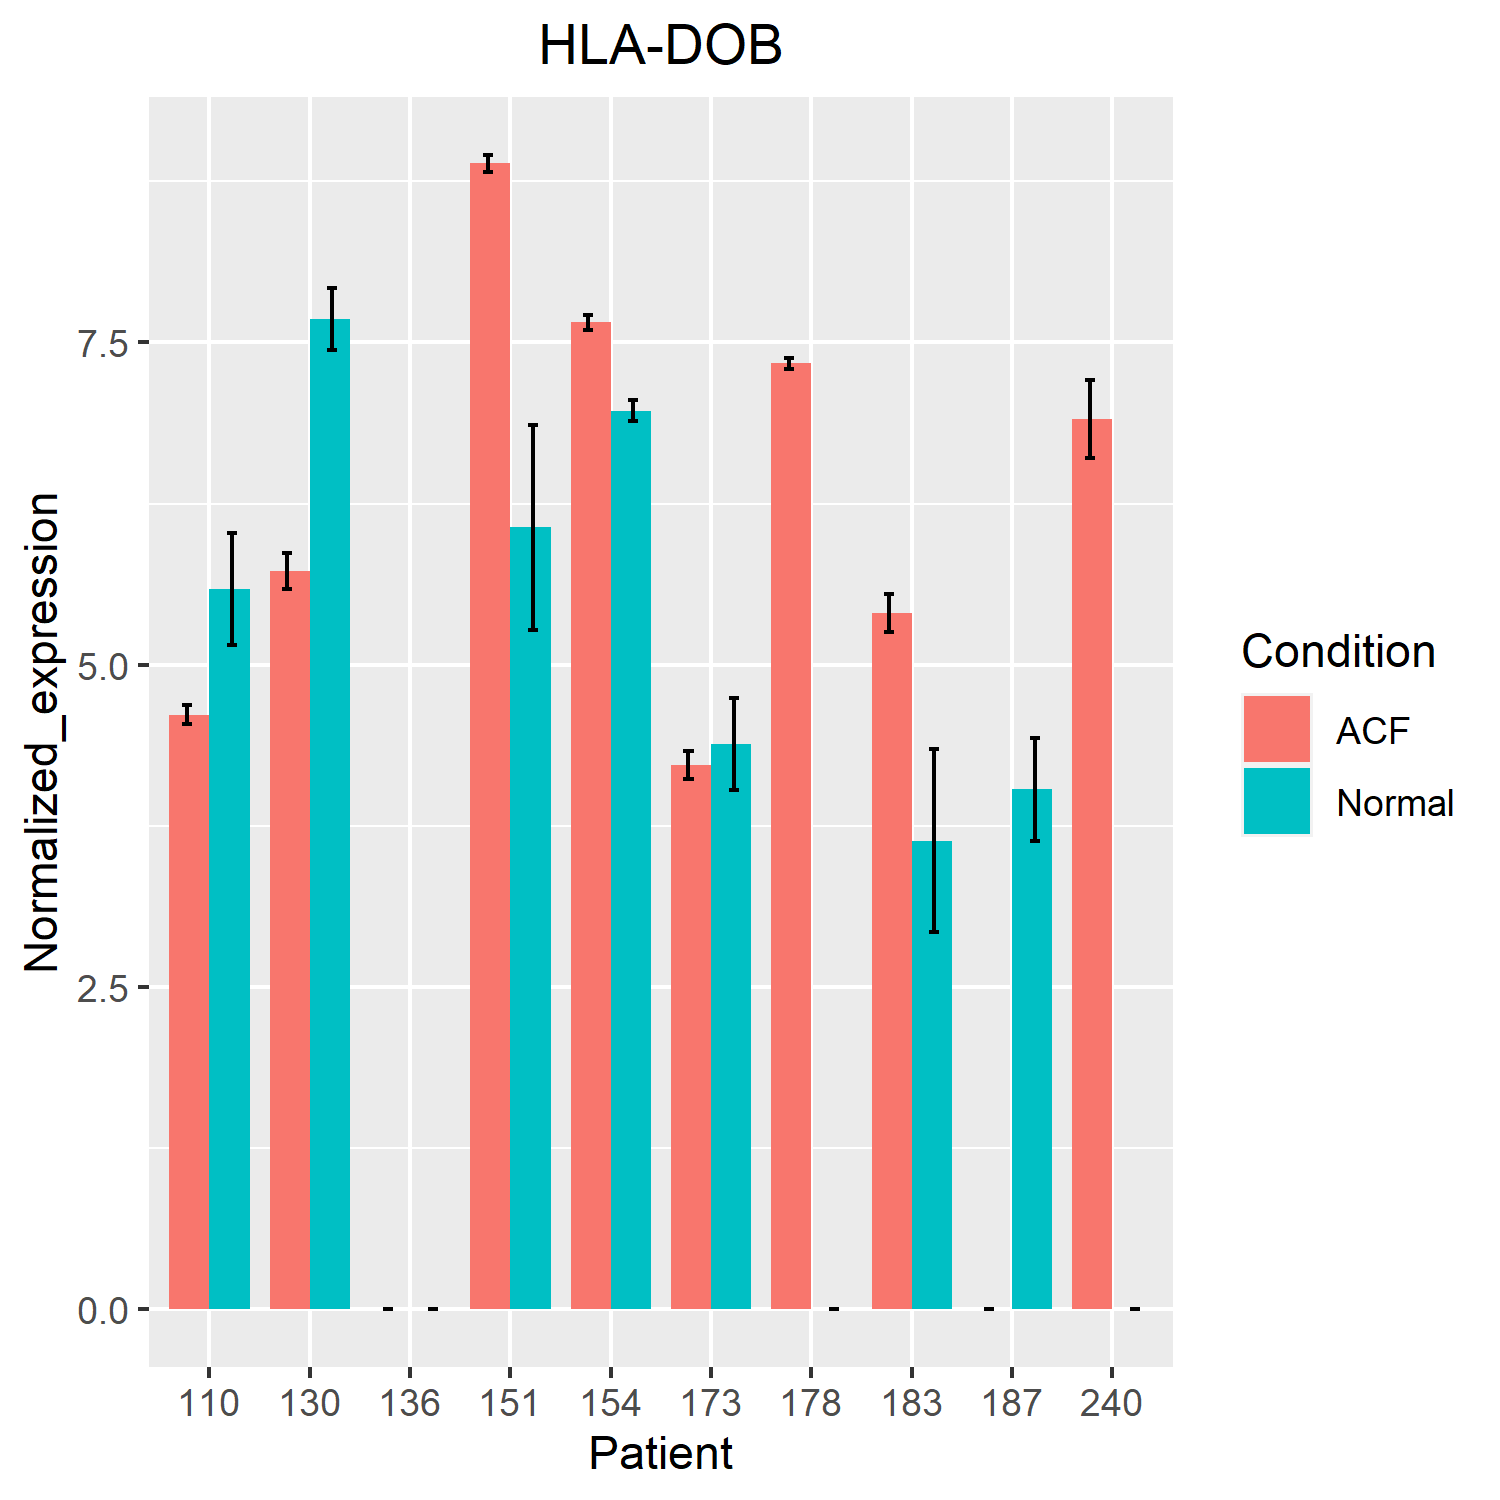 HLA-DOB
Normalized_expression
7.5
5.0
2.5
0.0
110 130 136 151 154 173 178 183 187 240
Patient
Condition
ACF
Normal